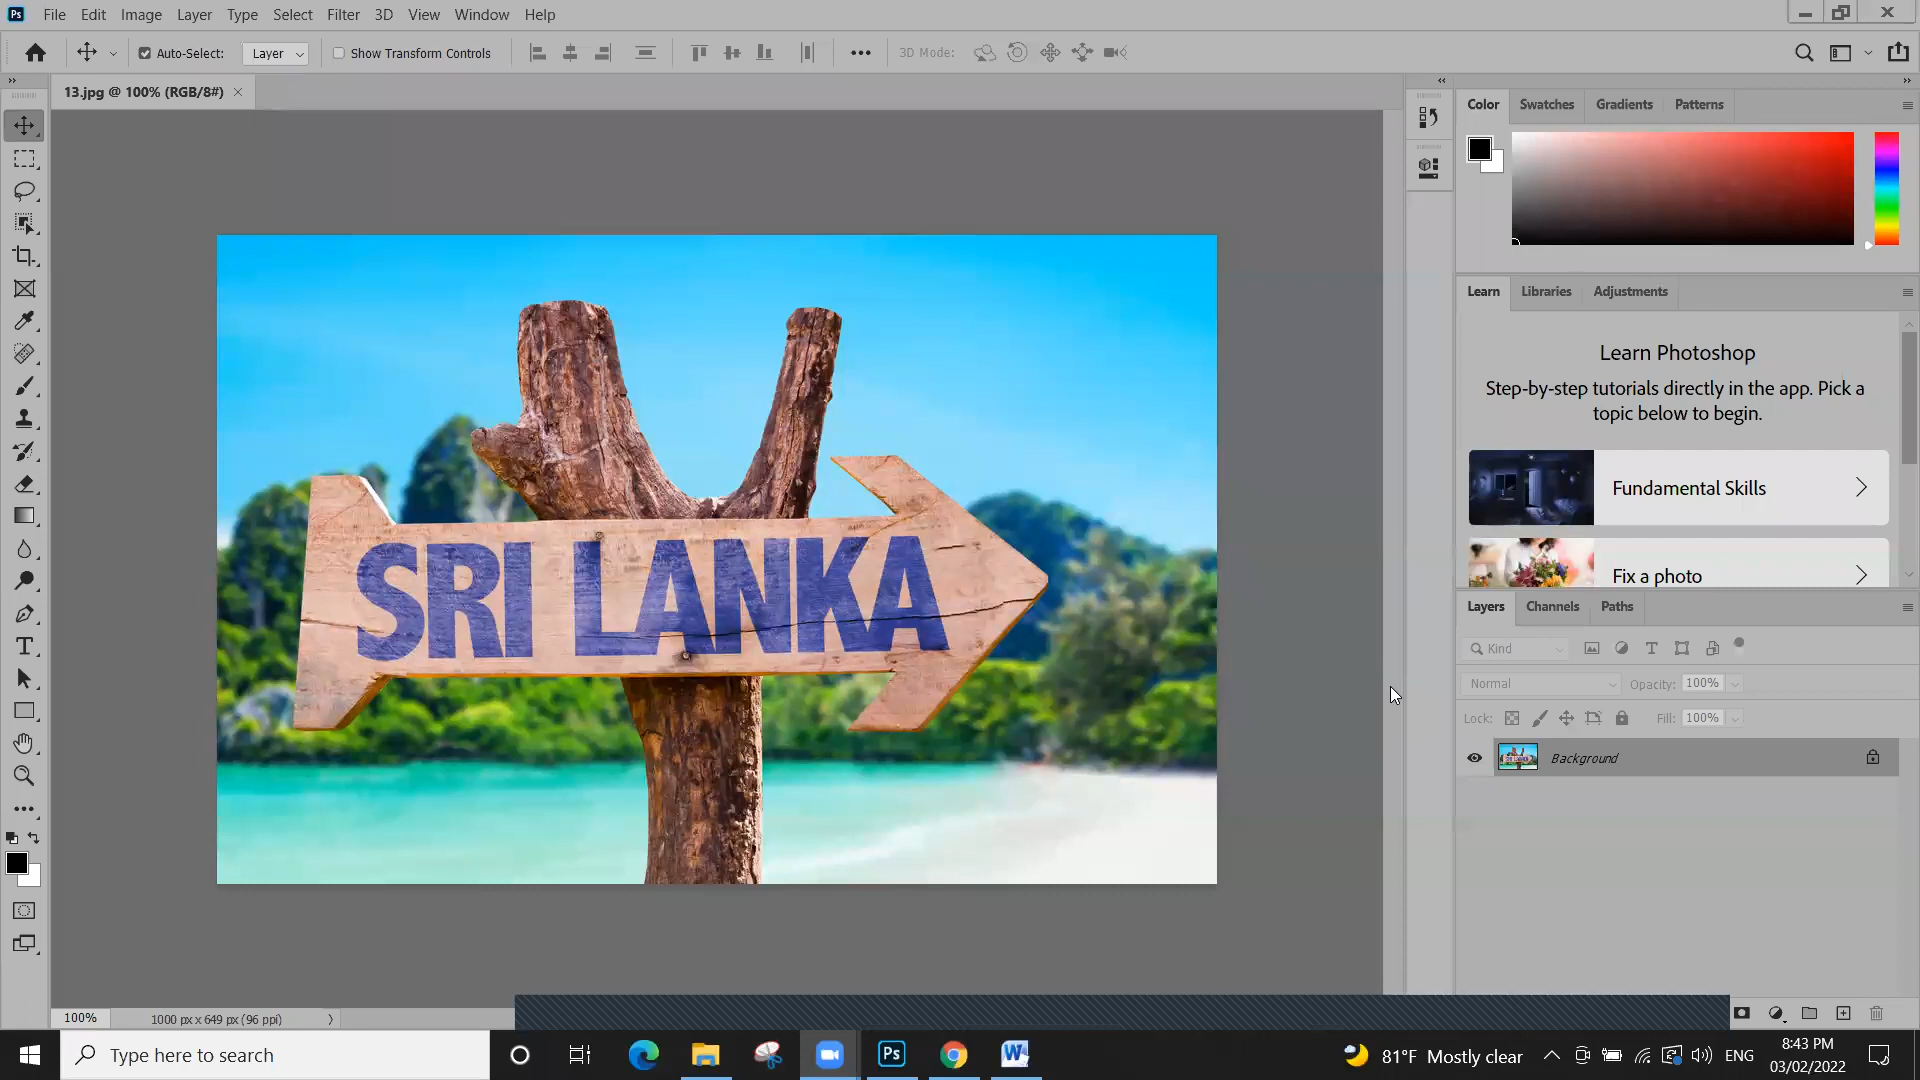 Ps File Edit Image Layer Type Select Filter 3D View Window Help
Auto-Select: Layer Show Transform Controls 3D Mode:
13.jpg @ 100% (RGB/8#)
Color Swatches Gradients Patterns
Learn Libraries Adjustments
Learn Photoshop
Step-by-step tutorials directly in the app. Pick a
topic below to begin.
Fundamental Skills
Fix a photo
SRI LANKA
Layers Channels Paths
Kind
Normal Opacity: 100%
Lock: Fill: 100%
Background
100% 1000 px x 649 px (96 ppi)
Type here to search
Ps
W
81°F Mostly clear ENG
8:43 PM
03/02/2022